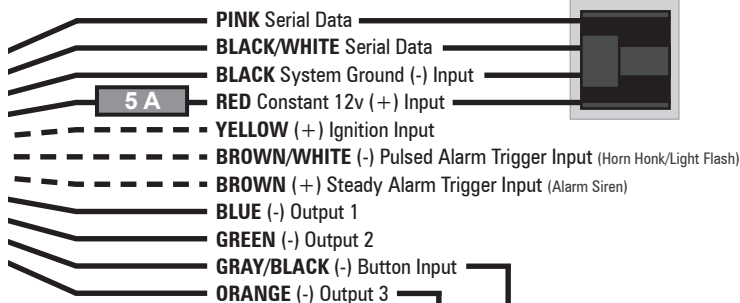 PINK Serial Data
BLACK/WHITE Serial Data
BLACK System Ground (-) Input
5 A RED Constant 12v (+) Input
YELLOW (+) Ignition Input
BROWN/WHITE (-) Pulsed Alarm Trigger Input (Horn Honk/Light Flash)
BROWN (+) Steady Alarm Trigger Input (Alarm Siren)
BLUE (-) Output 1
GREEN (-) Output 2
GRAY/BLACK (-) Button Input
ORANGE (-) Output 3